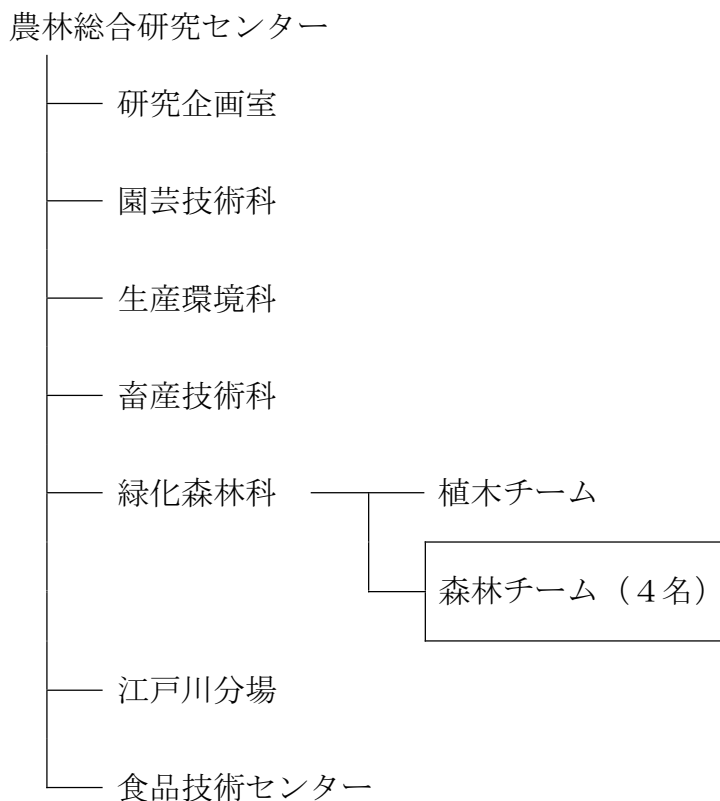 農林総合研究センター
研究企画室
園芸技術科
生産環境科
畜産技術科
緑化森林科
植木チーム
森林チーム（４名）
江戸川分場
食品技術センター